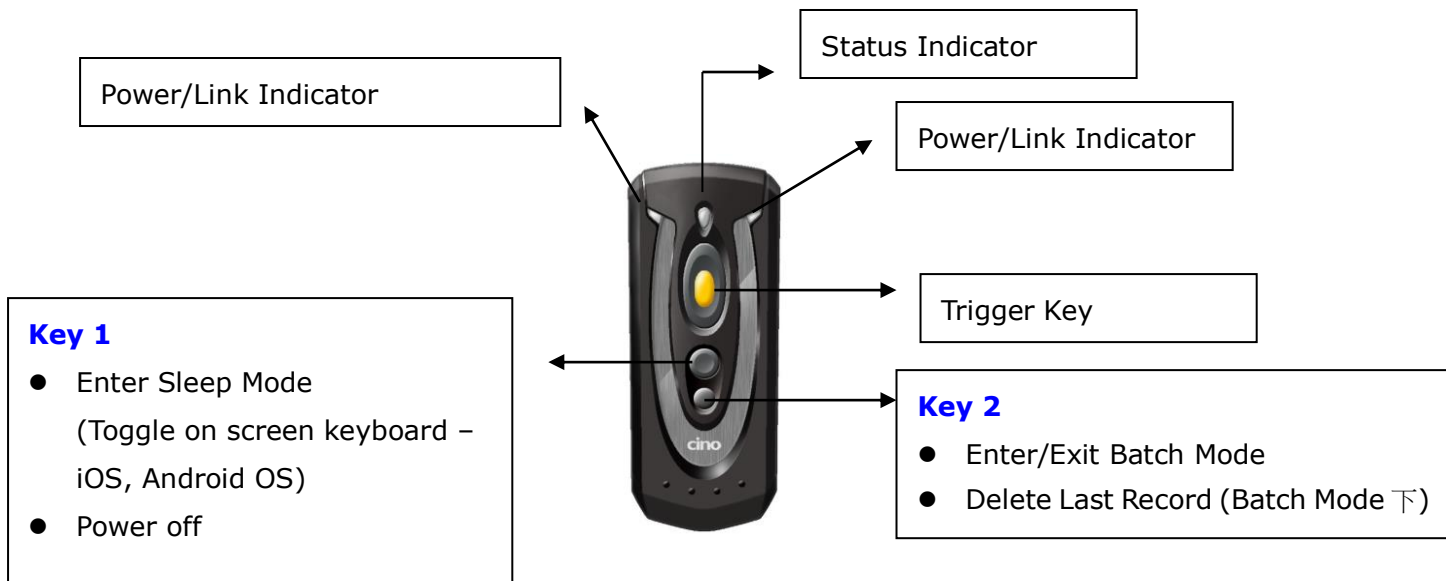 Status Indicator
Power/Link Indicator
Power/Link Indicator
Trigger Key
Key 1
● Enter Sleep Mode
(Toggle on screen keyboard –
iOS, Android OS)
● Power off
Key 2
● Enter/Exit Batch Mode
● Delete Last Record (Batch Mode 下)
cino